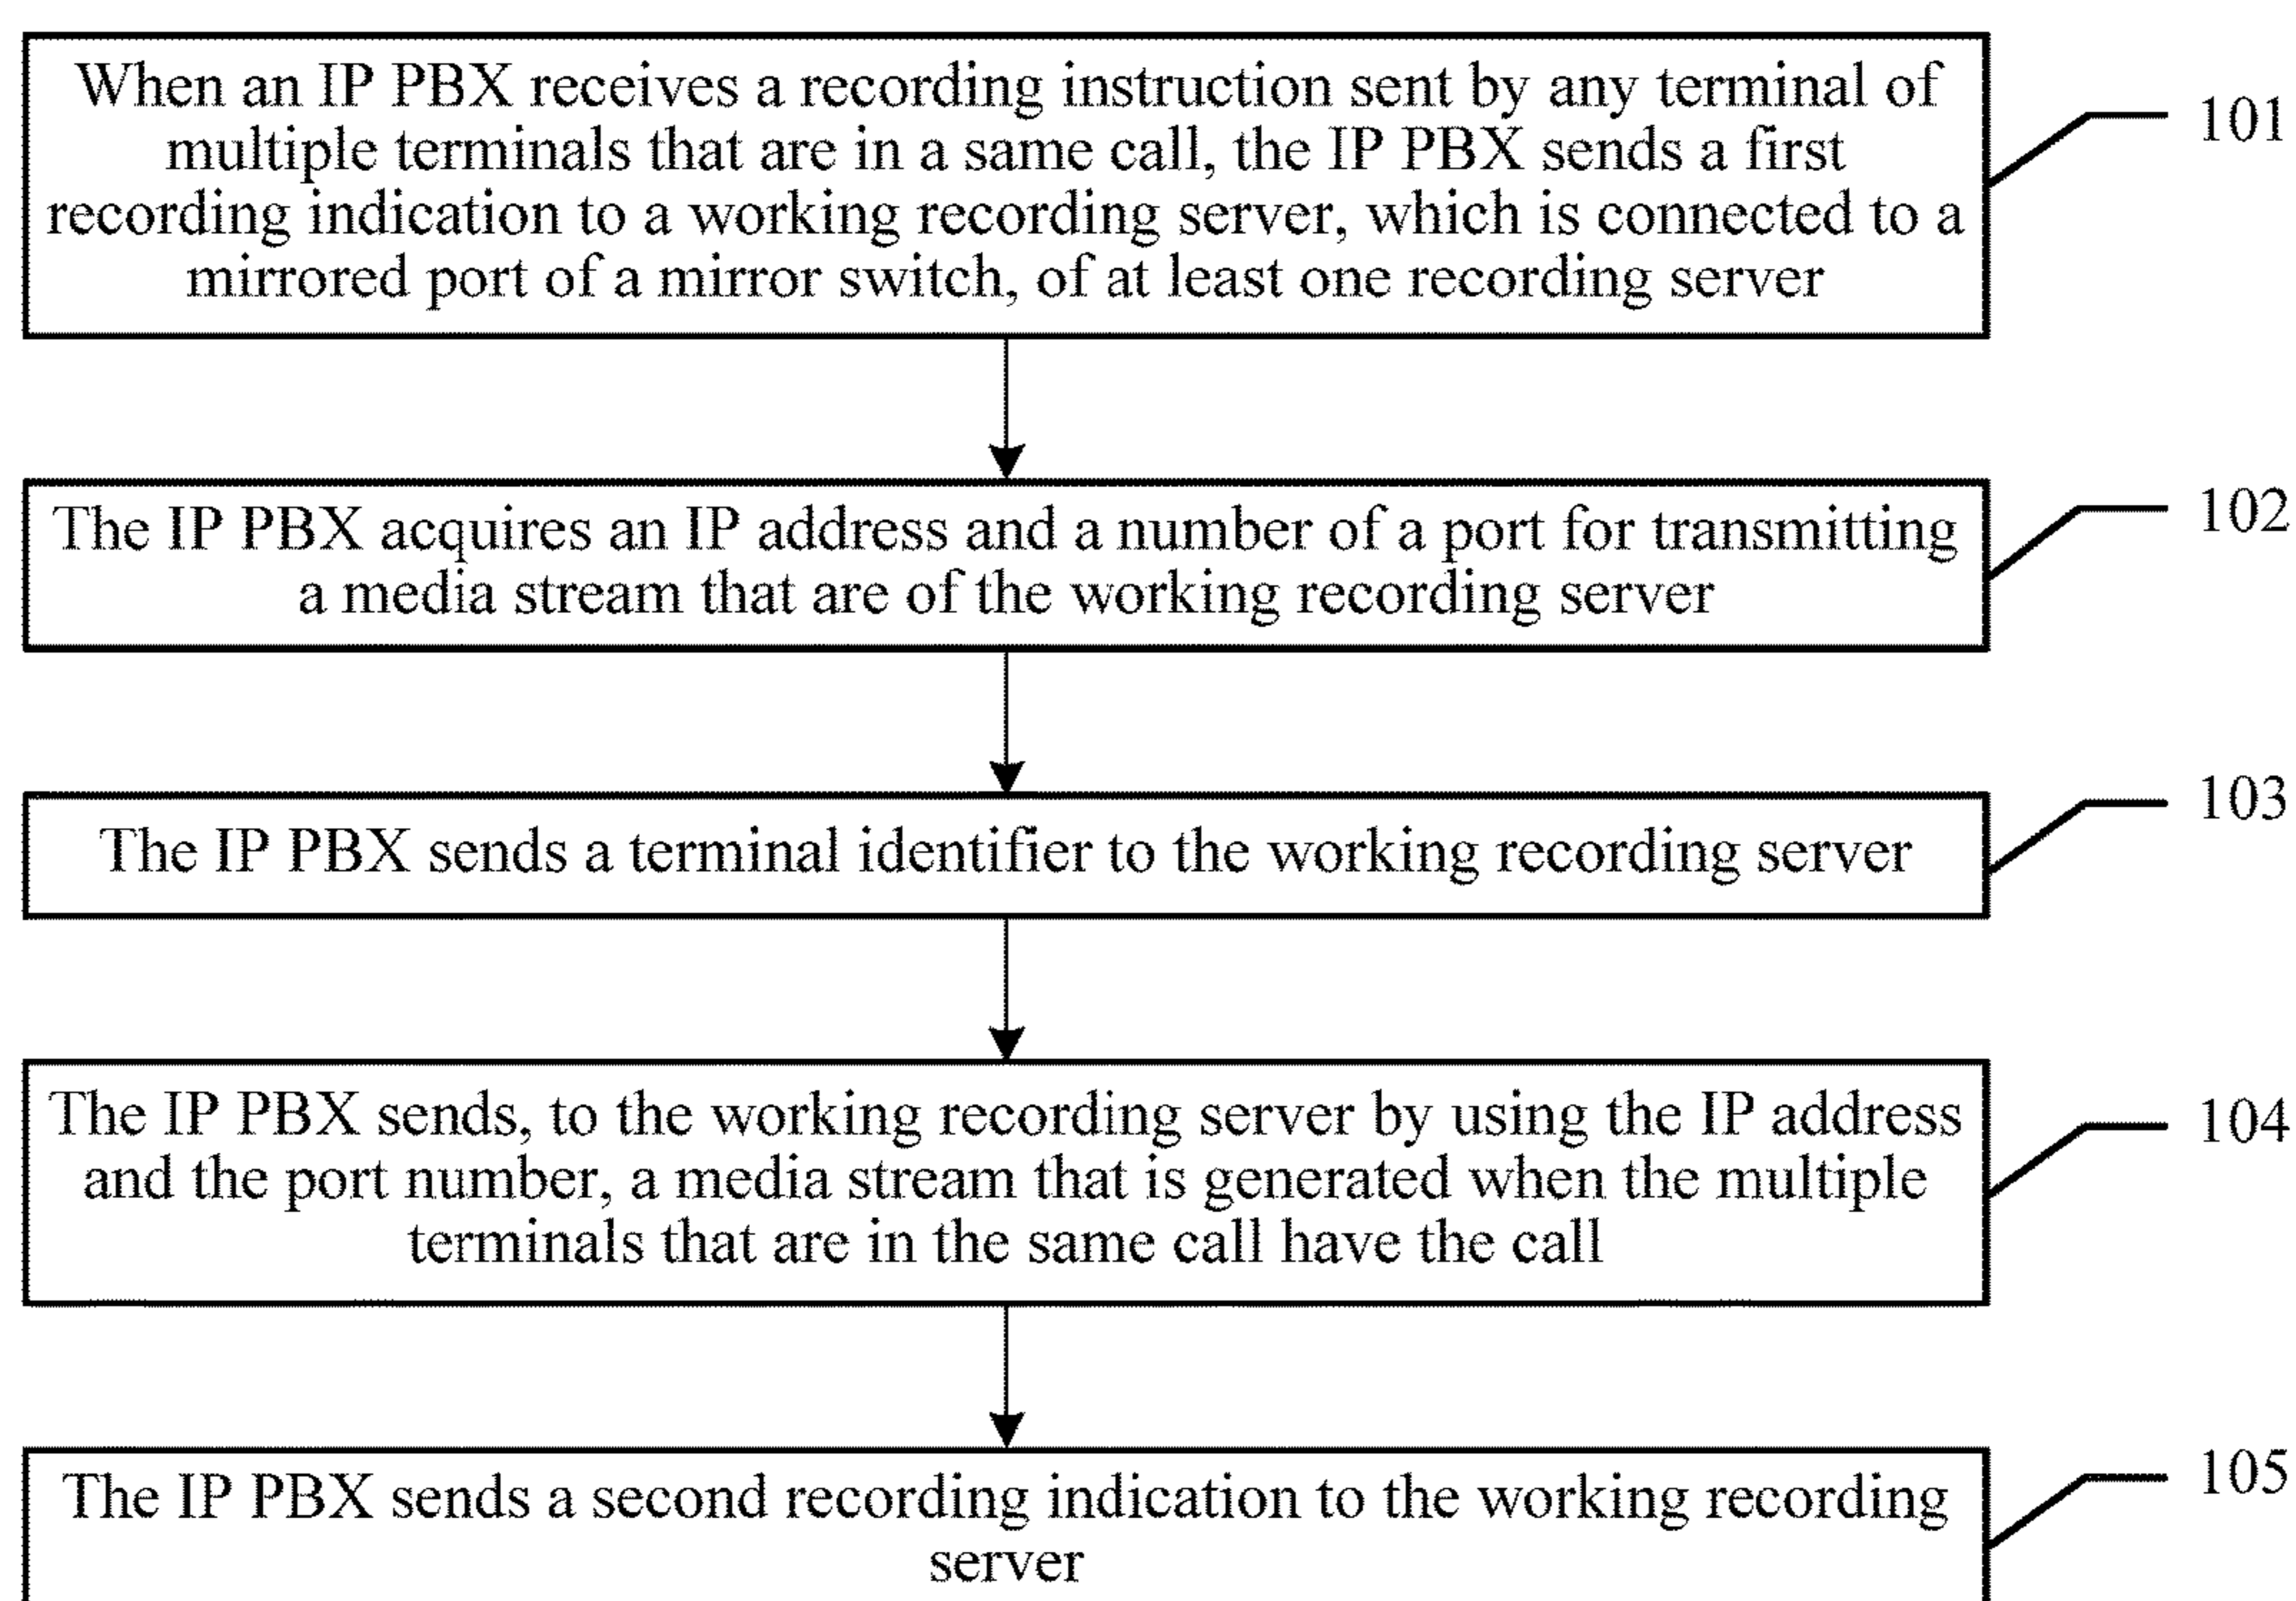 When an IP PBX receives a recording instruction sent by any terminal of
multiple terminals that are in a same call, the IP PBX sends a first
recording indication to a working recording server, which is connected to a
mirrored port of a mirror switch, of at least one recording server
101
The IP PBX acquires an IP address and a number of a port for transmitting
a media stream that are of the working recording server
102
The IP PBX sends a terminal identifier to the working recording server
103
The IP PBX sends, to the working recording server by using the IP address
and the port number, a media stream that is generated when the multiple
terminals that are in the same call have the call
104
The IP PBX sends a second recording indication to the working recording
server
105